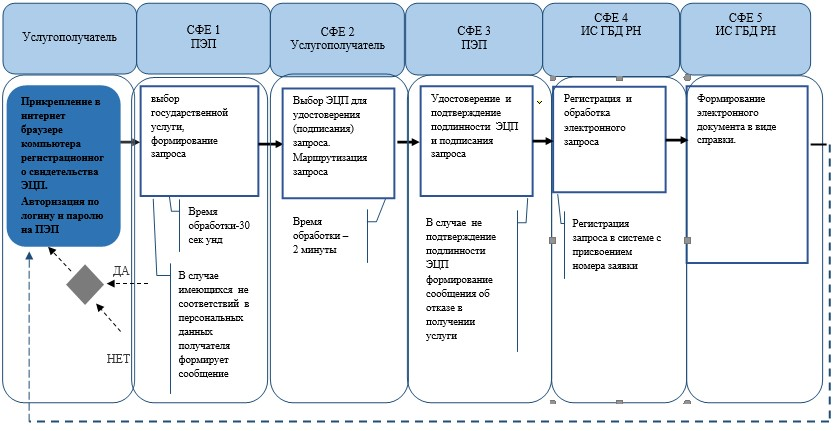 Услугополучатель
СФЕ 1
ПЭП
СФЕ 2
Услугополучатель
СФЕ 3
ПЭП
СФЕ 4
ИС ГБД РН
СФЕ 5
ИС ГБД РН
Прикрепление в
интернет
браузере
компьютера
регистрационног
о свидетельства
ЭЦП.
Авторизация по
логину и паролю
на ПЭП
выбор
государственной
услуги,
формирование
запроса
Выбор ЭЦП для
удостоверения
(подписания)
запроса.
Маршрутизация
запроса
Удостоверение и
подтверждение
подлинности ЭЦП
и подписания
запроса
Регистрация и
обработка
электронного
запроса
Формирование
электронного
документа в виде
справки.
Время
обработки-30
сек унд
Время
обработки –
2 минуты
В случае не
подтверждение
подлинности
ЭЦП
формирование
сообщения об
отказе в
получении
услуги
Регистрация
запроса в системе с
присвоением
номера заявки
ДА
В случае
имеющихся не
соответствий в
персональных
данных
получателя
формирует
сообщение
НЕТ